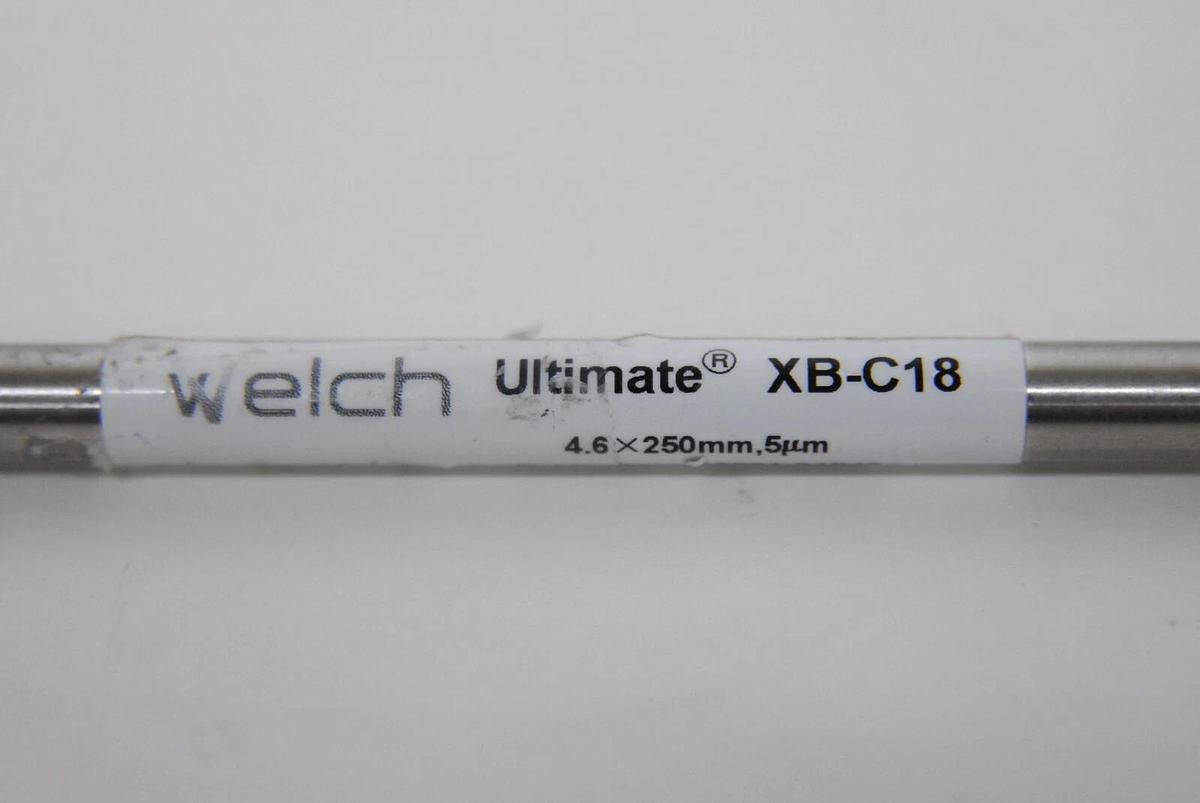 welch Ultimate® XB-C18
4.6×250mm,5μm